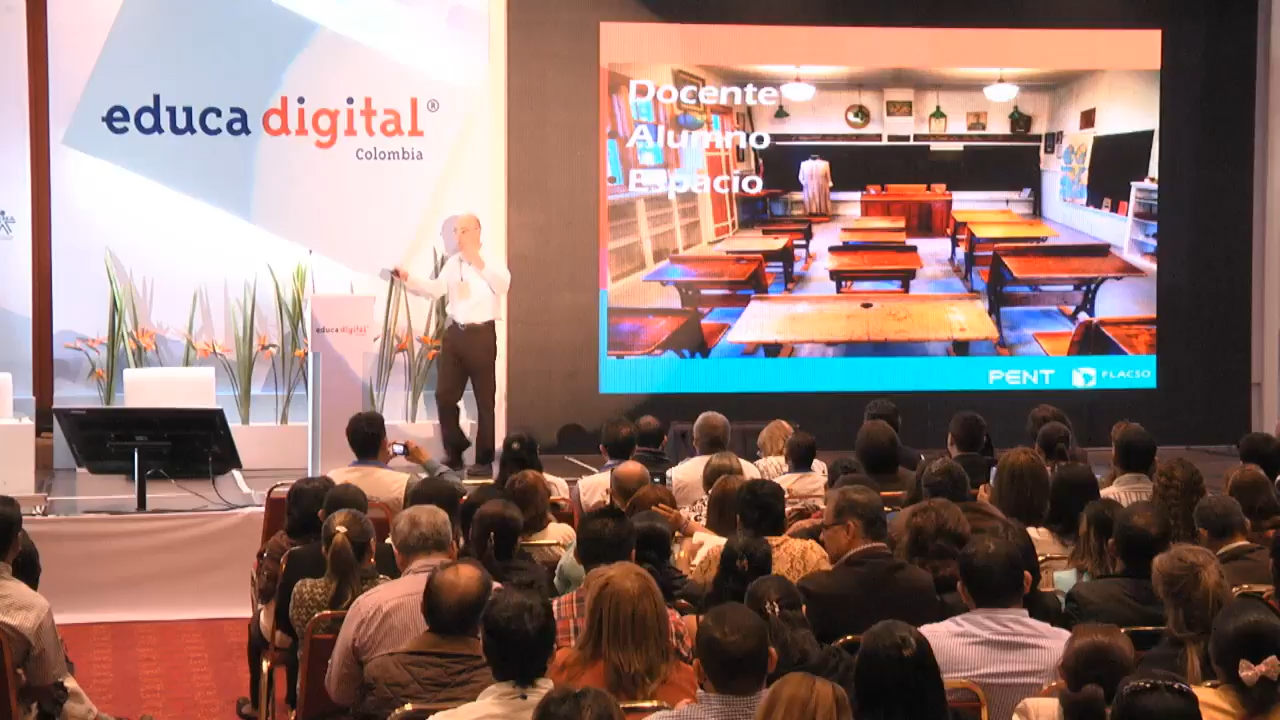 educa digital®
Colombia
educa digital
Docente
Alumno
Espacio
PENT FLACSO